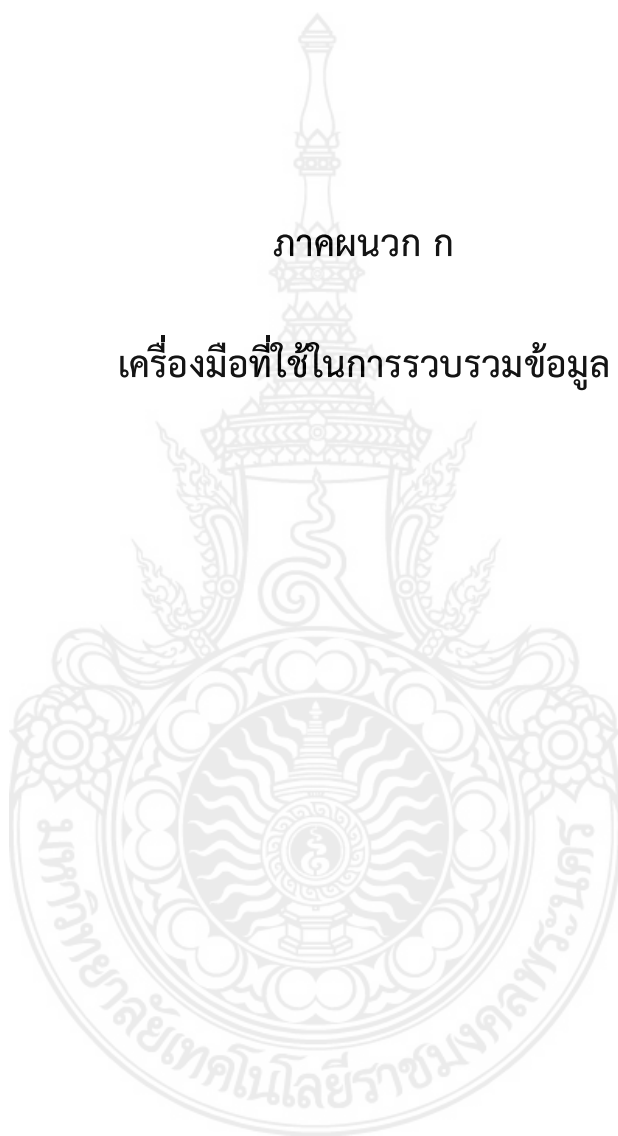 ภาคผนวก ก
เครื่องมือที่ใช้ในการรวบรวมข้อมูล
มหาวิทยาลัยเทคโนโลยีราชมงคลพระนคร